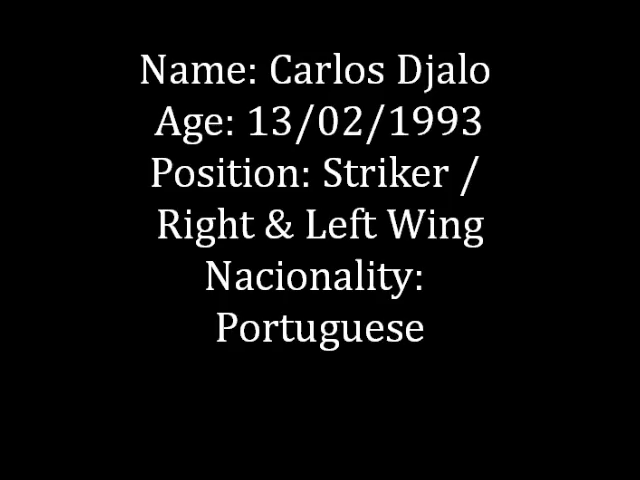 Name: Carlos Djalo
Age: 13/02/1993
Position: Striker /
Right & Left Wing
Nacionality:
Portuguese